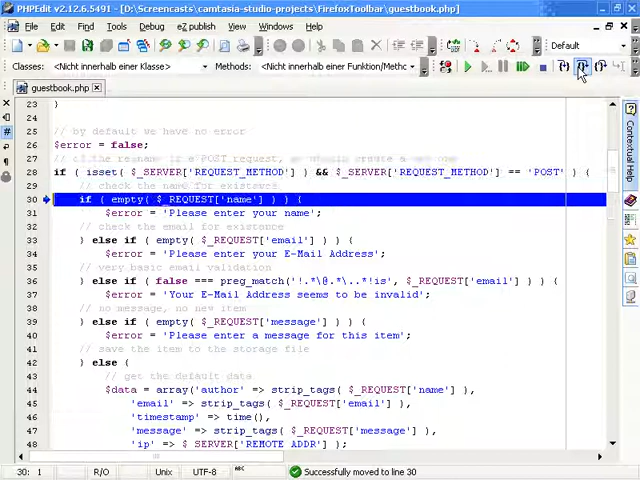 PHPEdit v2.12.6.5491 - [D:\Screencasts\camtasia-studio-projects\FirefoxToolbar\guestbook.php]
File Edit Find Tools Debug eZ publish View Window Help
Default
Classes: <Nicht innerhalb einer Klasse> Methods: <Nicht innerhalb einer Funktion/Methc
guestbook.php
23 }
24
25 // by default we have no error
26 $error = false;
27
28 if ( isset( $_SERVER['REQUEST_METHOD'] ) && $_SERVER['REQUEST_METHOD'] == 'POST' ) {
29 // check the name for existence
30 if ( empty( $_REQUEST['name'] ) ) {
31 $error = 'Please enter your name';
32 // check the email for existence
33 } else if ( empty( $_REQUEST['email'] ) ) {
34 $error = 'Please enter your E-Mail Address';
35 // very basic email validation
36 } else if ( false === preg_match('!.*\@.*\..*!is', $_REQUEST['email'] ) ) {
37 $error = 'Your E-Mail Address seems to be invalid';
38 // no message, no new item
39 } else if ( empty( $_REQUEST['message'] ) ) {
40 $error = 'Please enter a message for this item';
41 // save the item to the storage file
42 } else {
43 // get the default data
44 $data = array('author' => strip_tags( $_REQUEST['name'] ),
45 'email' => strip_tags( $_REQUEST['email'] ),
46 'timestamp' => time(),
47 'message' => strip_tags( $_REQUEST['message'] ),
48 'ip' => $_SERVER['REMOTE_ADDR'] );
Contextual Help
30: 1 R/O Unix UTF-8 ABC Successfully moved to line 30